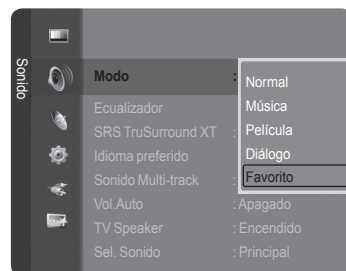 Sonido
Modo : Normal
Música
Ecualizador
Película
SRS TruSurround XT :
Diálogo
Idioma preferido
Favorito
Sonido Multi-track :
Vol.Auto : Apagado
TV Speaker : Encendido
Sel. Sonido : Principal